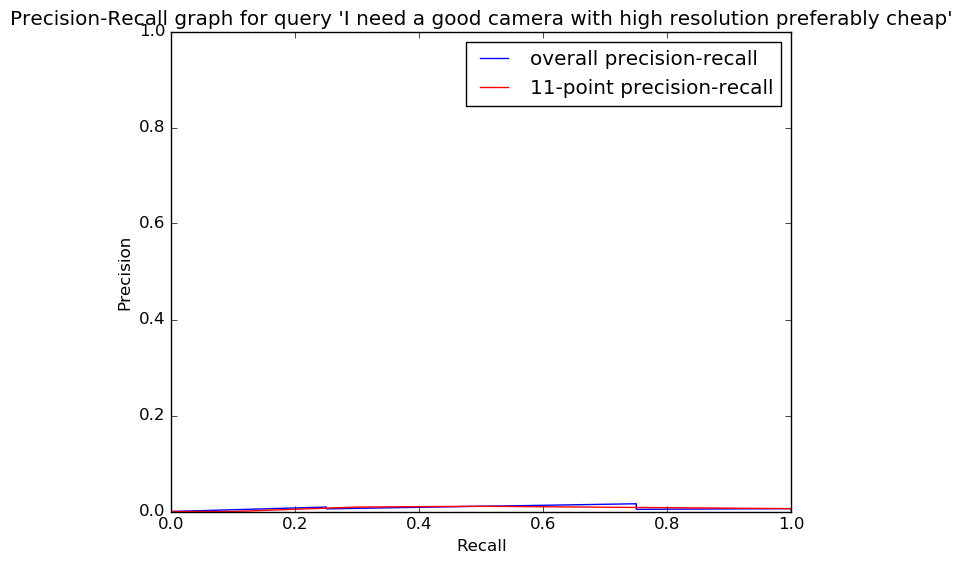 Precision-Recall graph for query 'I need a good camera with high resolution preferably cheap'
1.0
overall precision-recall
11-point precision-recall
0.8
0.6
Precision
0.4
0.2
0.0
0.0 0.2 0.4 0.6 0.8 1.0
Recall